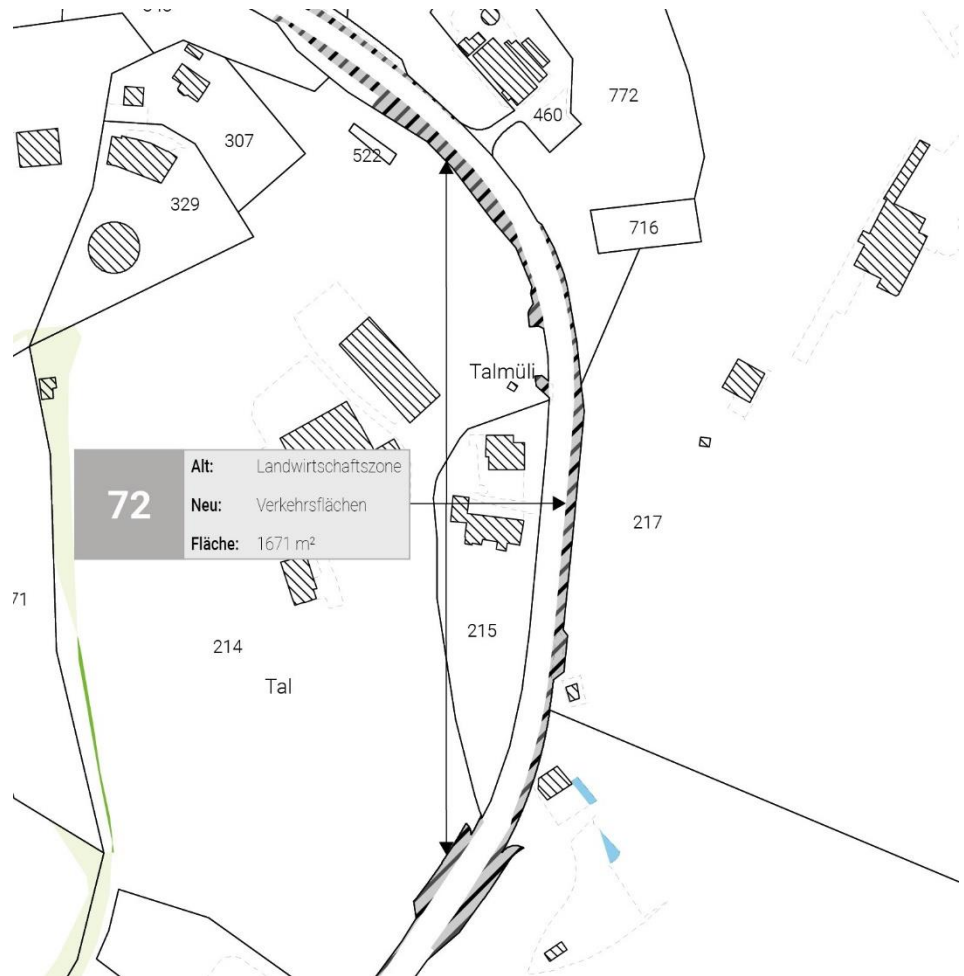 772
460
307
522
329
716
Talmüli
72
Alt: Landwirtschaftszone
Neu: Verkehrsflächen
Fläche: 1671 m²
217
71
215
214
Tal